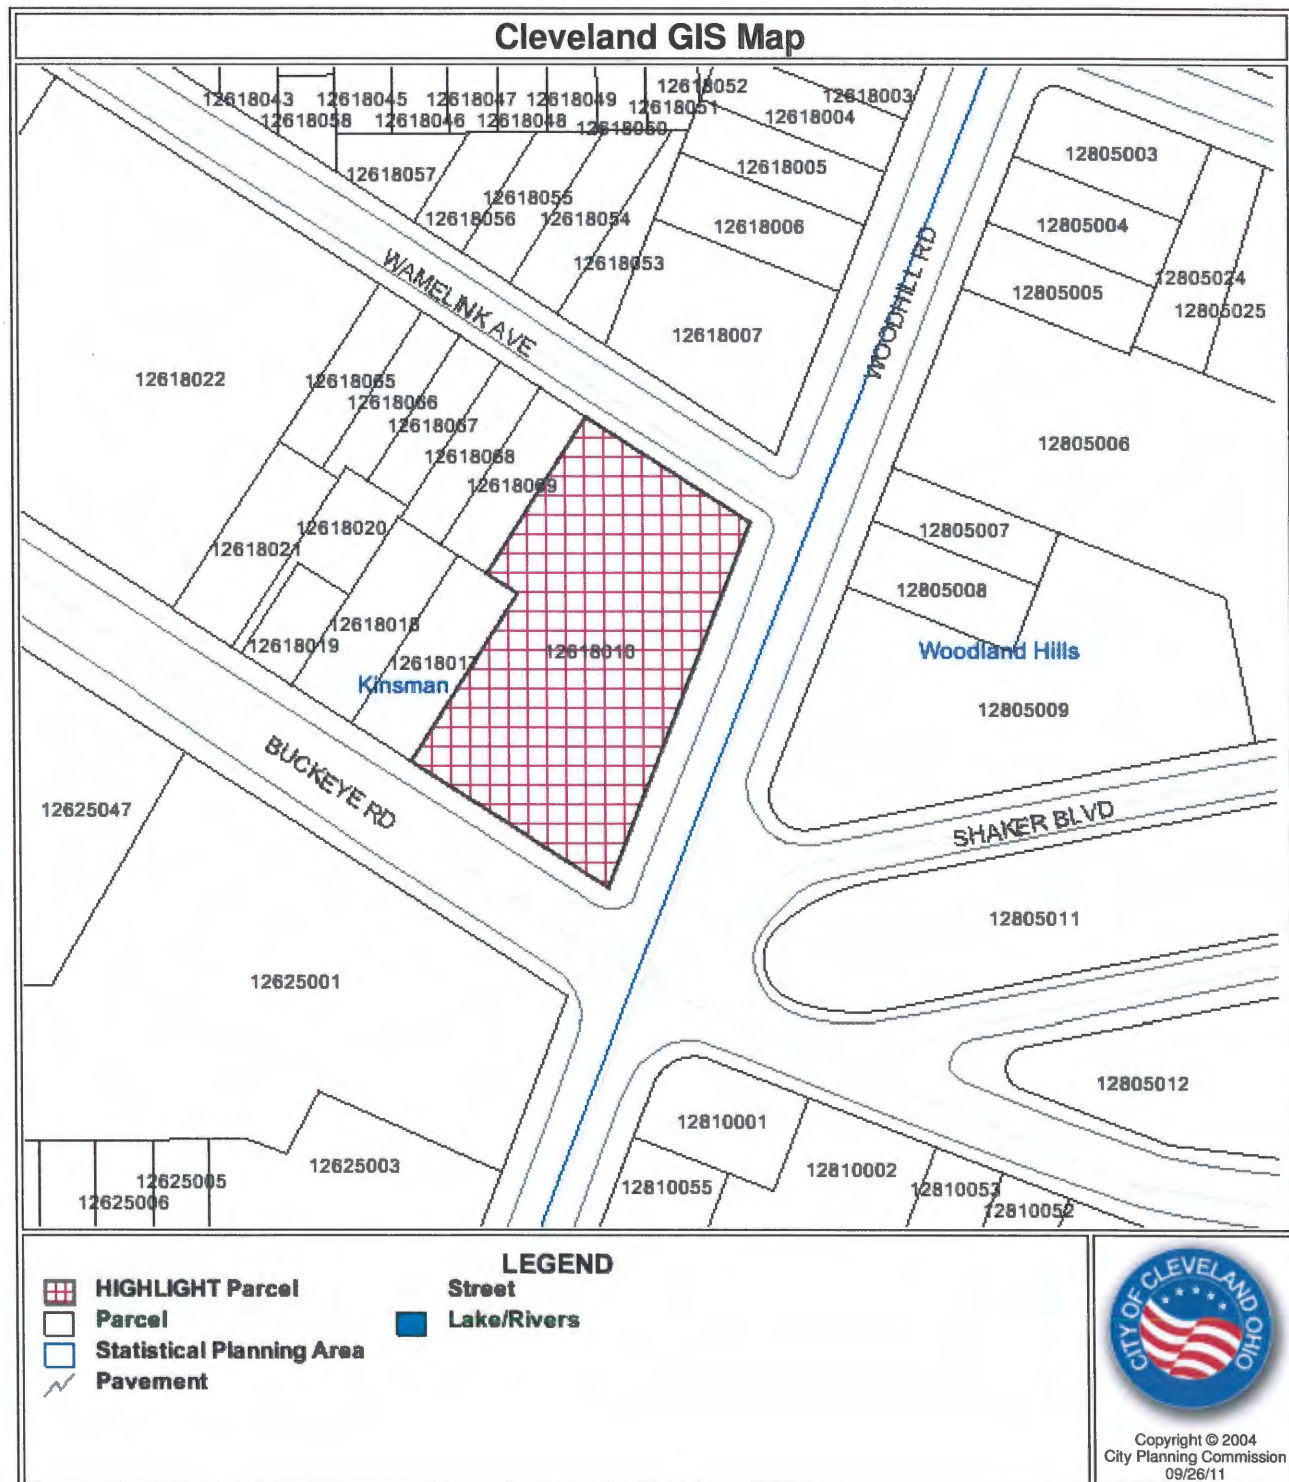 Cleveland GIS Map
12618052
12618043 12618045 12618047 12618049 12618003
12618051
12618058 12618046 12618048 12618004
12618050
12805003
12618057 12618005
12618055
12618056 12618054 12618006 12805004
WAMELINK AVE 12618053 WOODHILL RD 12805024
12805005
12805025
12618007
12618022 12618065
12618066
12618067 12805006
12618068
12618069
12618020 12805007
12618021
12805008
12618018
12618019 12618010 Woodland Hills
12618017
Kinsman
12805009
BUCKEYE RD
12625047 SHAKER BLVD
12805011
12625001
12805012
12810001
12625003 12810002
12625005 12810055 12810053
12625006 12810052
LEGEND
HIGHLIGHT Parcel
Parcel
Statistical Planning Area
Pavement
Street
Lake/Rivers
CITY OF CLEVELAND OHIO
Copyright © 2004
City Planning Commission
09/26/11